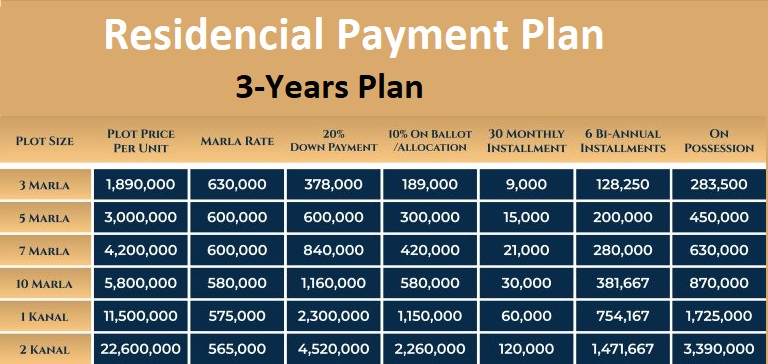 Residencial Payment Plan
3-Years Plan
PLOT SIZE PLOT PRICE PER UNIT MARLA RATE 20% DOWN PAYMENT 10% ON BALLOT /ALLOCATION 30 MONTHLY INSTALLMENT 6 BI-ANNUAL INSTALLMENTS ON POSSESSION
3 MARLA 1,890,000 630,000 378,000 189,000 9,000 128,250 283,500
5 MARLA 3,000,000 600,000 600,000 300,000 15,000 200,000 450,000
7 MARLA 4,200,000 600,000 840,000 420,000 21,000 280,000 630,000
10 MARLA 5,800,000 580,000 1,160,000 580,000 30,000 381,667 870,000
1 KANAL 11,500,000 575,000 2,300,000 1,150,000 60,000 754,167 1,725,000
2 KANAL 22,600,000 565,000 4,520,000 2,260,000 120,000 1,471,667 3,390,000